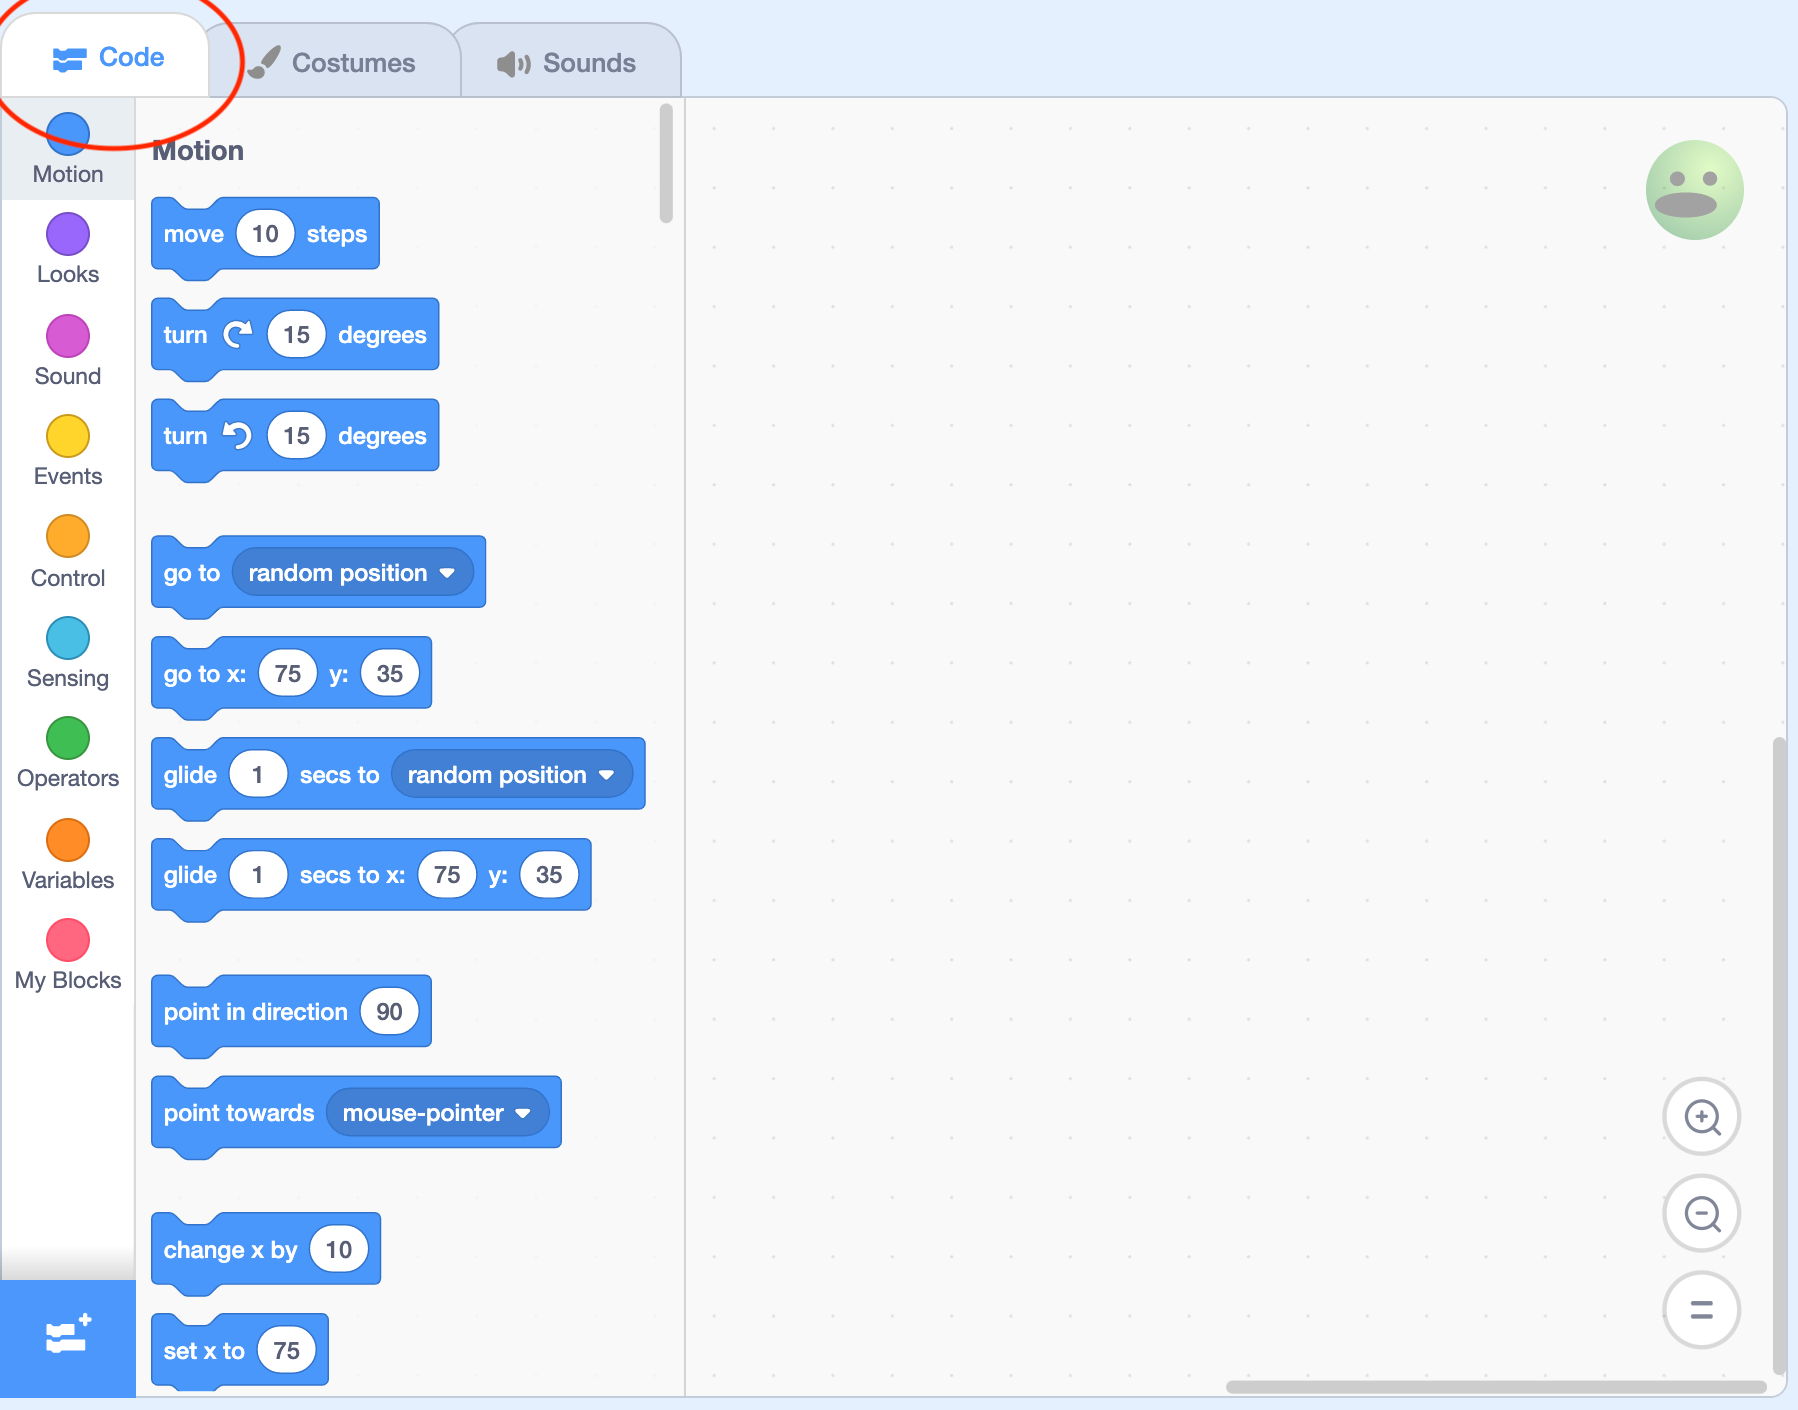 Code
Costumes
Sounds
Motion
Looks
Sound
Events
Control
Sensing
Operators
Variables
My Blocks
Motion
move 10 steps
turn 15 degrees
turn 15 degrees
go to random position
go to x: 75 y: 35
glide 1 secs to random position
glide 1 secs to x: 75 y: 35
point in direction 90
point towards mouse-pointer
change x by 10
set x to 75